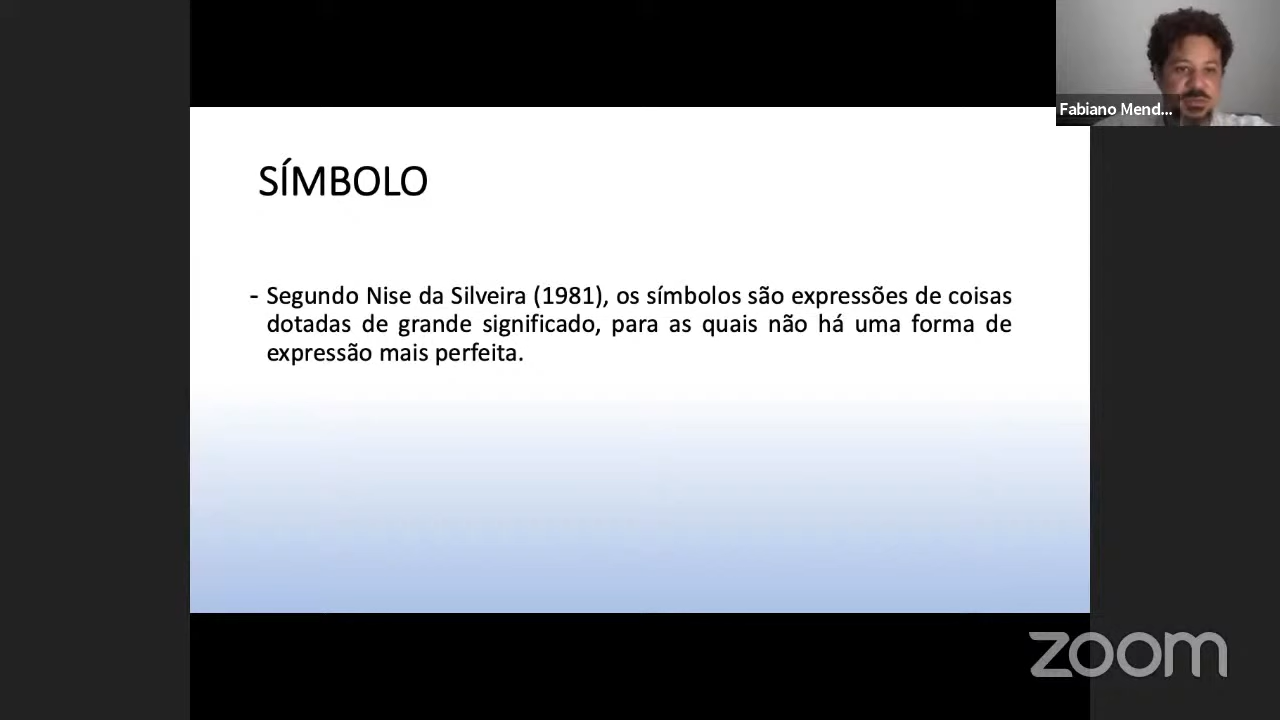 Fabiano Mend...
SÍMBOLO
- Segundo Nise da Silveira (1981), os símbolos são expressões de coisas
dotadas de grande significado, para as quais não há uma forma de
expressão mais perfeita.
zoom